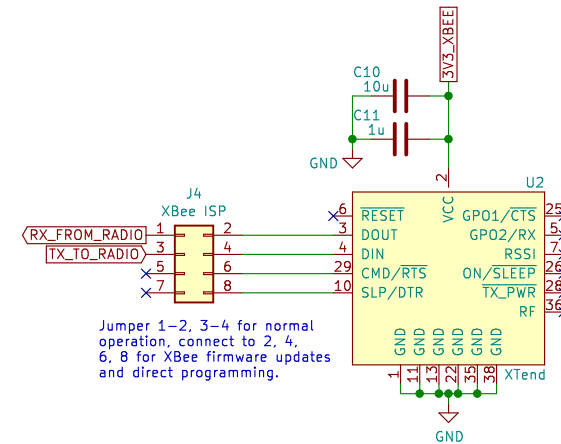 3V3_XBEE
C10
10u
C11
1u
GND
2
U2
J4
XBee ISP
VCC
6 RESET GPO1/CTS 25
RX_FROM_RADIO 1 2 3 DOUT GPO2/RX 5
TX_TO_RADIO 3 4 4 DIN RSSI 7
5 6 29 CMD/RTS ON/SLEEP 26
7 8 10 SLP/DTR TX_PWR 28
RF 36
Jumper 1-2, 3-4 for normal
operation, connect to 2, 4,
6, 8 for XBee firmware updates
and direct programming.
GND GND GND GND GND GND
XTend
1 11 13 22 35 38
GND